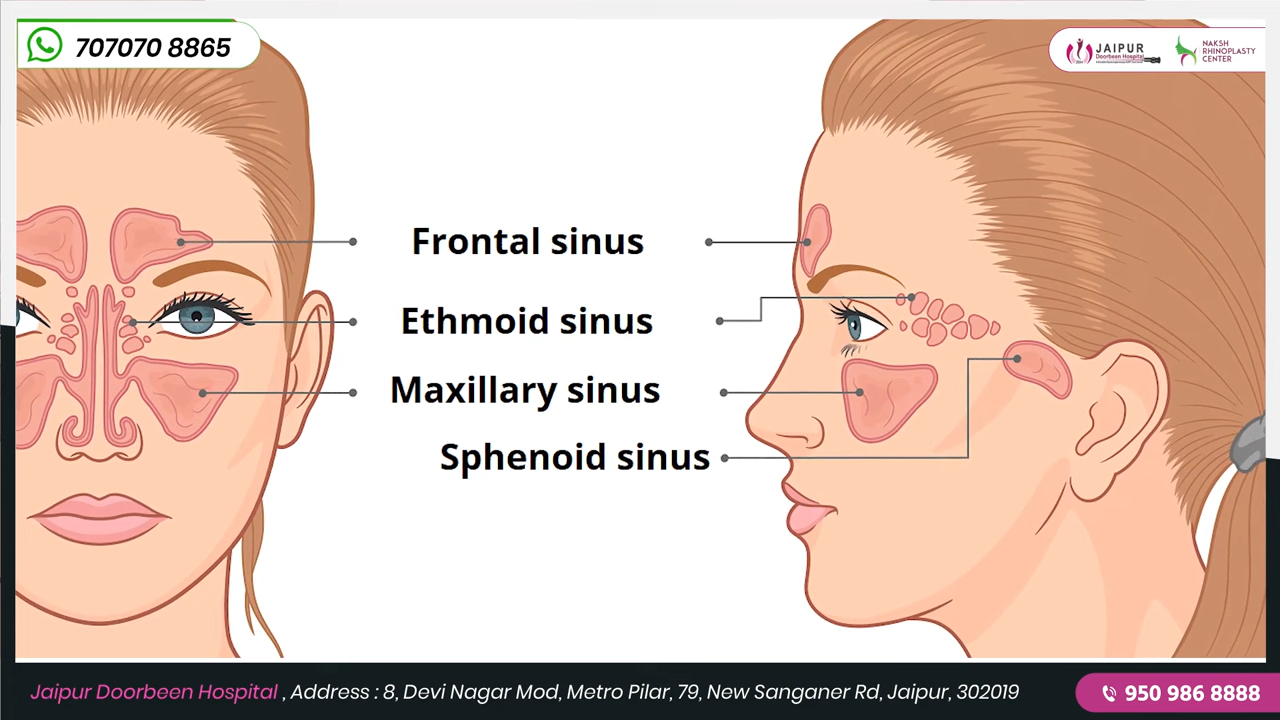 707070 8865
JAIPUR
Doorbeen Hospital
NAKSH
RHINOPLASTY
CENTER
Frontal sinus
Ethmoid sinus
Maxillary sinus
Sphenoid sinus
Jaipur Doorbeen Hospital , Address : 8, Devi Nagar Mod, Metro Pilar, 79, New Sanganer Rd, Jaipur, 302019
950 986 8888